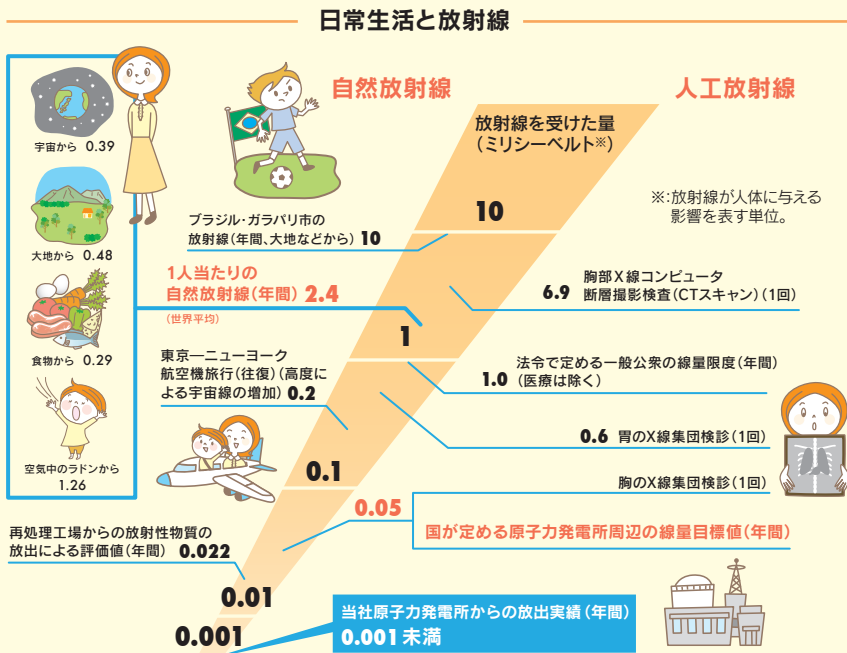 日常生活と放射線
自然放射線
人工放射線
放射線を受けた量
(ミリシーベルト※)
※:放射線が人体に与える
影響を表す単位。
宇宙から 0.39
大地から 0.48
食物から 0.29
空気中のラドンから
1.26
10
ブラジル・ガラパリ市の
放射線(年間、大地などから) 10
1人当たりの
自然放射線(年間) 2.4
(世界平均)
6.9 胸部X線コンピュータ
断層撮影検査(CTスキャン)(1回)
1
東京―ニューヨーク
航空機旅行(往復)(高度に
よる宇宙線の増加) 0.2
1.0 法令で定める一般公衆の線量限度(年間)
(医療は除く)
0.6 胃のX線集団検診(1回)
0.1
胸のX線集団検診(1回)
0.05
国が定める原子力発電所周辺の線量目標値(年間)
再処理工場からの放射性物質の
放出による評価値(年間) 0.022
0.01
0.001
当社原子力発電所からの放出実績(年間)
0.001未満